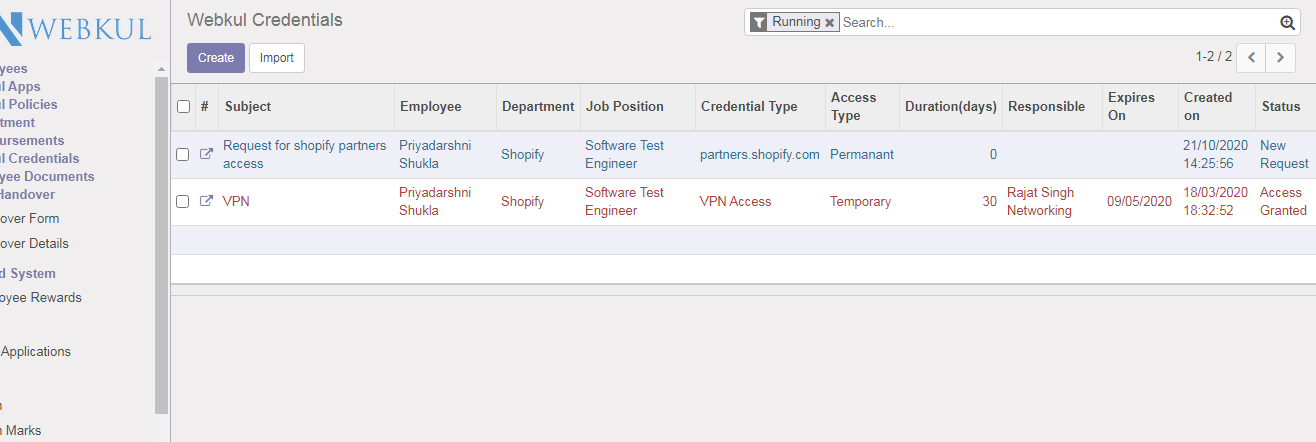 WEBKUL
Webkul Credentials
Running
Search...
Create
Import
1-2 / 2
yees
l Apps
l Policies
tment
ursements
l Credentials
yee Documents
Handover
over Form
over Details
d System
oyee Rewards
Applications
n
n Marks
# Subject Employee Department Job Position Credential Type Access Type Duration(days) Responsible Expires On Created on Status
Request for shopify partners access Priyadarshni Shukla Shopify Software Test Engineer partners.shopify.com Permanant 0 21/10/2020 14:25:56 New Request
VPN Priyadarshni Shukla Shopify Software Test Engineer VPN Access Temporary 30 Rajat Singh Networking 09/05/2020 18/03/2020 18:32:52 Access Granted